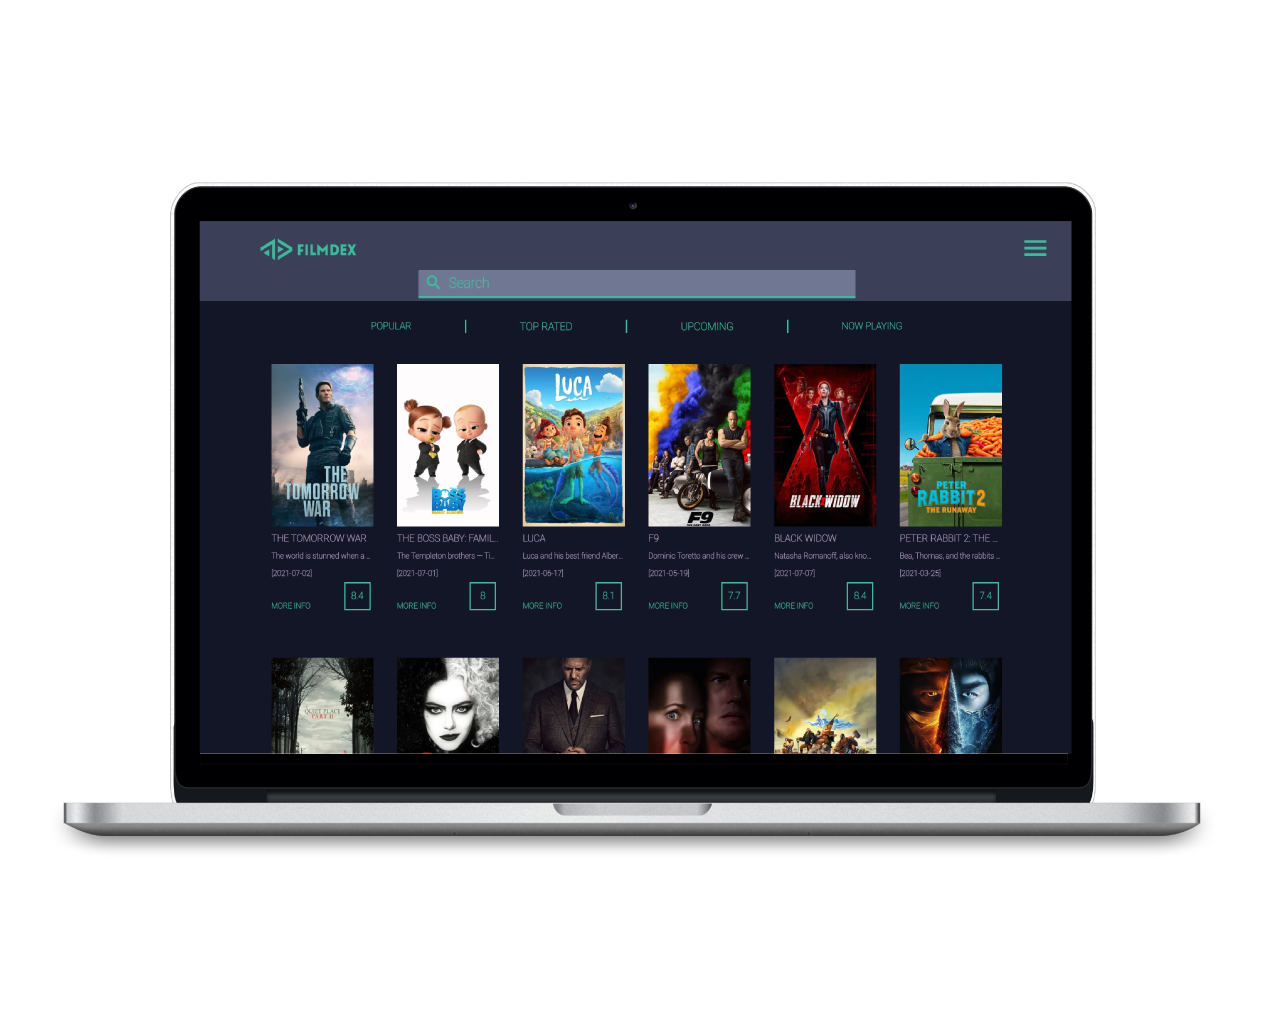 FILMDEX
Search
POPULAR | TOP RATED | UPCOMING | NOW PLAYING
THE
TOMORROW
WAR
BOSS
BABY
LUCA
F9
BLACK WIDOW
PETER
RABBIT 2
THE RUNAWAY
THE TOMORROW WAR
The world is stunned when a ...
[2021-07-02]
MORE INFO
8.4
THE BOSS BABY: FAMIL...
The Templeton brothers — Ti...
[2021-07-01]
MORE INFO
8
LUCA
Luca and his best friend Alber...
[2021-06-17]
MORE INFO
8.1
F9
Dominic Toretto and his crew ...
[2021-05-19]
MORE INFO
7.7
BLACK WIDOW
Natasha Romanoff, also kno...
[2021-07-07]
MORE INFO
8.4
PETER RABBIT 2: THE ...
Bea, Thomas, and the rabbits ...
[2021-03-25]
MORE INFO
7.4
QUIET PLACE
PART II